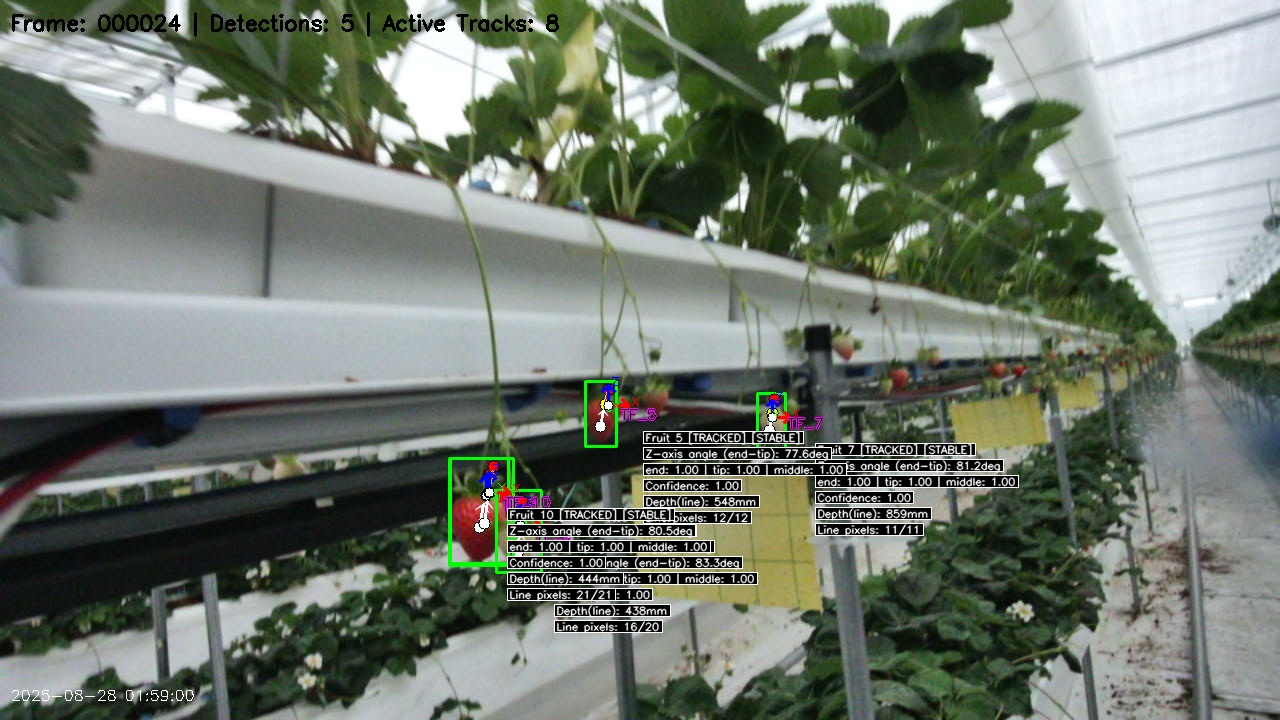 Frame: 000024 | Detections: 5 | Active Tracks: 8
TF_5
TF_7
Fruit 5 [TRACKED] [STABLE]
Z-axis angle (end-tip): 77.6deg
end: 1.00 | tip: 1.00 | middle: 1.00
Confidence: 1.00
Depth(line): 548mm
pixels: 12/12
uit 7 [TRACKED] [STABLE]
s angle (end-tip): 81.2deg
end: 1.00 | tip: 1.00 | middle: 1.00
Confidence: 1.00
Depth(line): 859mm
Line pixels: 11/11
Fruit 10 [TRACKED] [STABLE]
Z-axis angle (end-tip): 80.5deg
end: 1.00 | tip: 1.00 | middle: 1.00
Confidence: 1.00
ngle (end-tip): 83.3deg
Depth(line): 444mm
tip: 1.00 | middle: 1.00
Line pixels: 21/21
: 1.00
Depth(line): 438mm
Line pixels: 16/20
2025-08-28 01:59:00